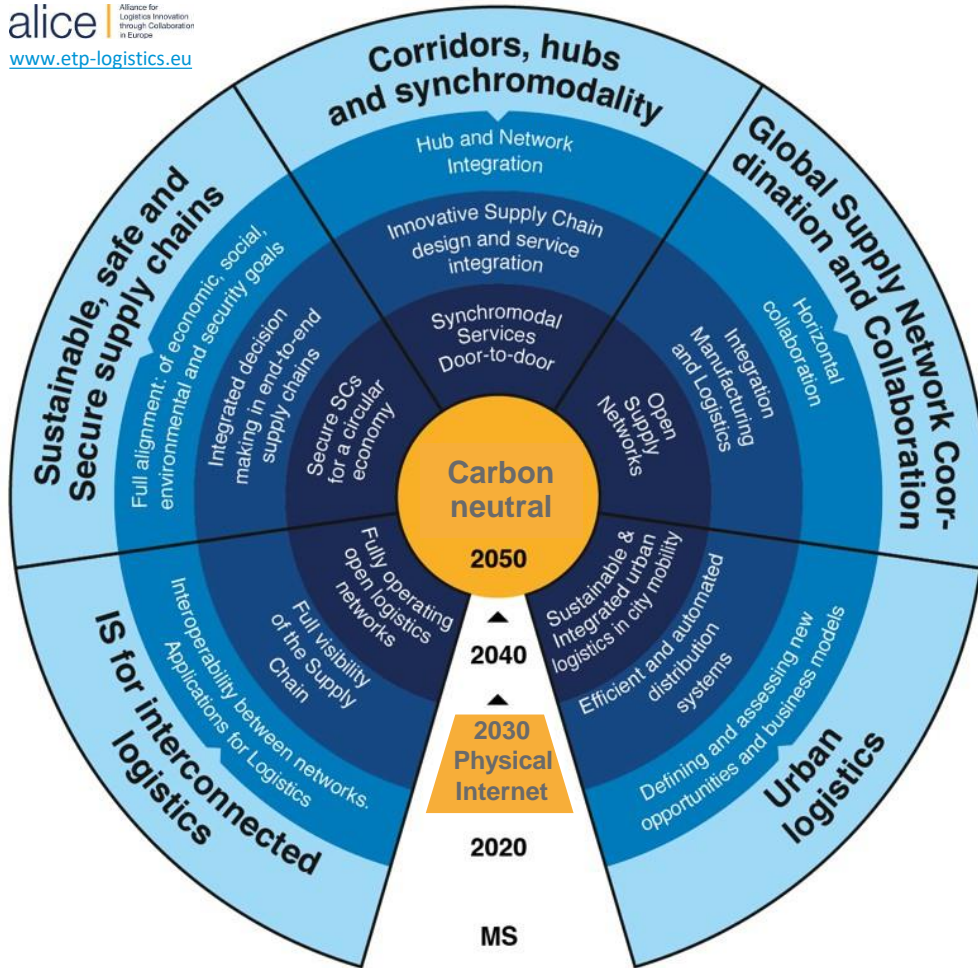 alice
Alliance for
Logistics Innovation
through Collaboration
in Europe
www.etp-logistics.eu
Corridors, hubs
and synchromodality
Hub and Network
Integration
Innovative Supply Chain
design and service
integration
Synchromodal
Services
Door-to-door
Sustainable, safe and
Secure supply chains
Full alignment: of economic, social,
environmental and security goals
Integrated decision
making in end-to-end
supply chains
Secure SCs
for a circular
economy
Global Supply Network Coor-
dination and Collaboration
Horizontal
collaboration
Integration
Manufacturing
and Logistics
Open
Supply
Networks
IS for interconnected
logistics
Interoperability between networks.
Applications for Logistics
Full visibility
of the Supply
Chain
Fully operating
open logistics
networks
Urban
logistics
Defining and assessing new
opportunities and business models
Efficient and automated
distribution
systems
Sustainable &
Integrated urban
logistics in city mobility
Carbon
neutral
2050
2040
2030
Physical
Internet
2020
MS